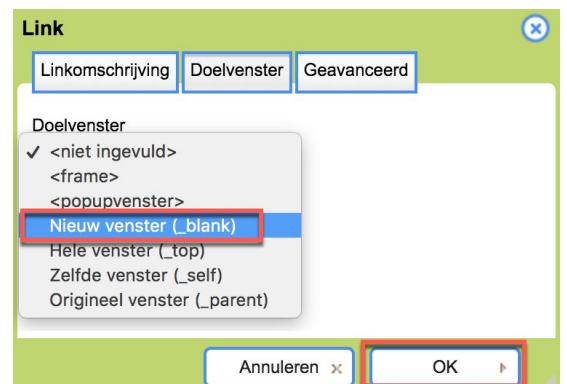 Link
Linkomschrijving Doelvenster Geavanceerd
Doelvenster
✓ <niet ingevuld>
<frame>
<popupvenster>
Nieuw venster (_blank)
Hele venster (_top)
Zelfde venster (_self)
Origineel venster (_parent)
Annuleren OK